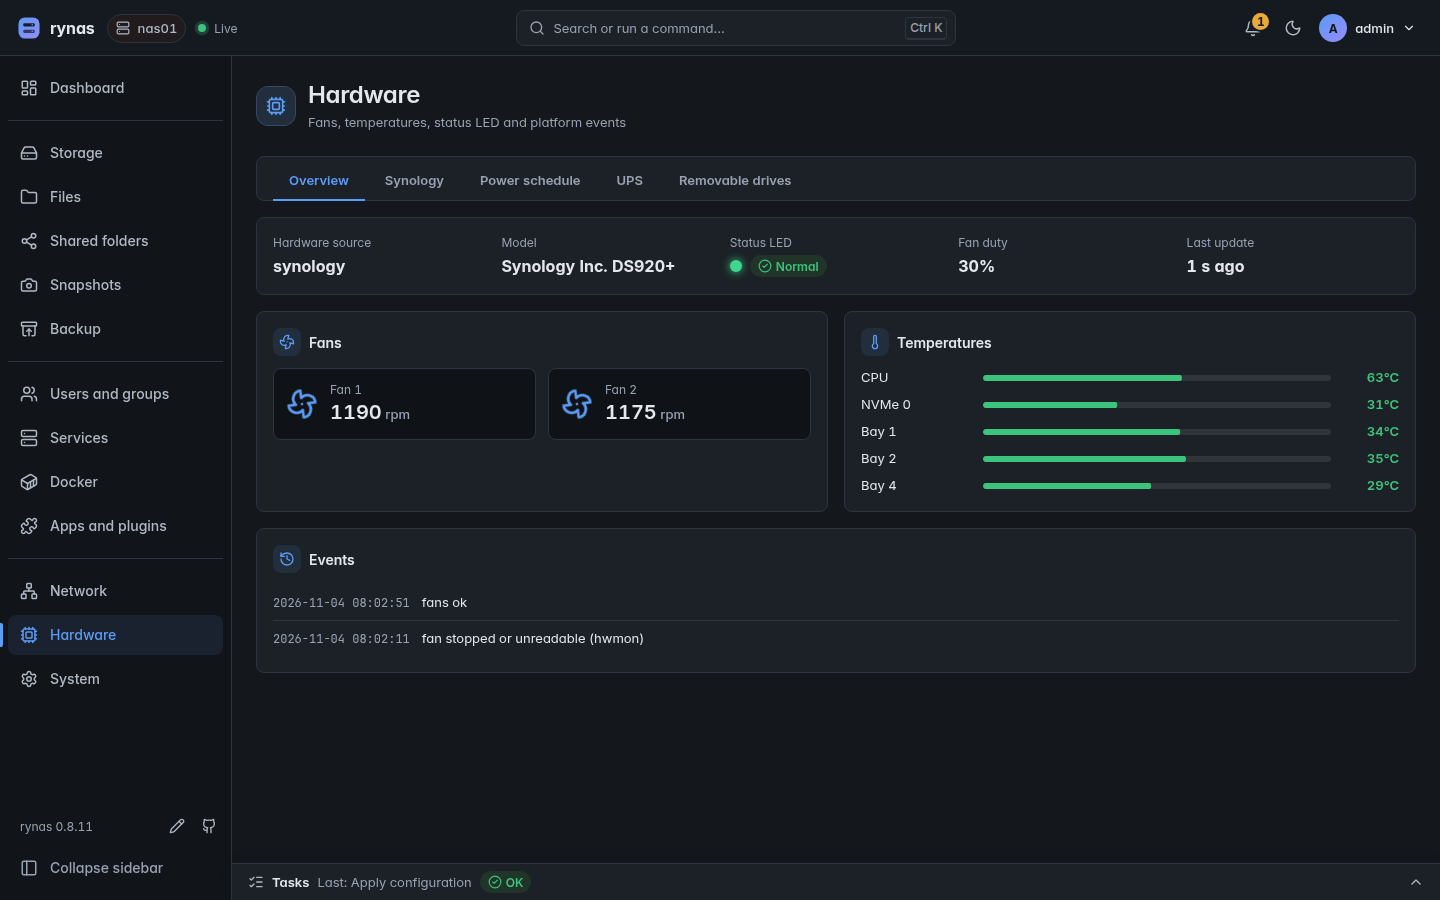 rynas
nas01
Live
Search or run a command...
Ctrl K
1
A
admin
Dashboard
Storage
Files
Shared folders
Snapshots
Backup
Users and groups
Services
Docker
Apps and plugins
Network
Hardware
System
rynas 0.8.11
Collapse sidebar
Hardware
Fans, temperatures, status LED and platform events
Overview
Synology
Power schedule
UPS
Removable drives
Hardware source
synology
Model
Synology Inc. DS920+
Status LED
Normal
Fan duty
30%
Last update
1 s ago
Fans
Fan 1
1190 rpm
Fan 2
1175 rpm
Temperatures
CPU 63°C
NVMe 0 31°C
Bay 1 34°C
Bay 2 35°C
Bay 4 29°C
Events
2026-11-04 08:02:51 fans ok
2026-11-04 08:02:11 fan stopped or unreadable (hwmon)
Tasks Last: Apply configuration OK